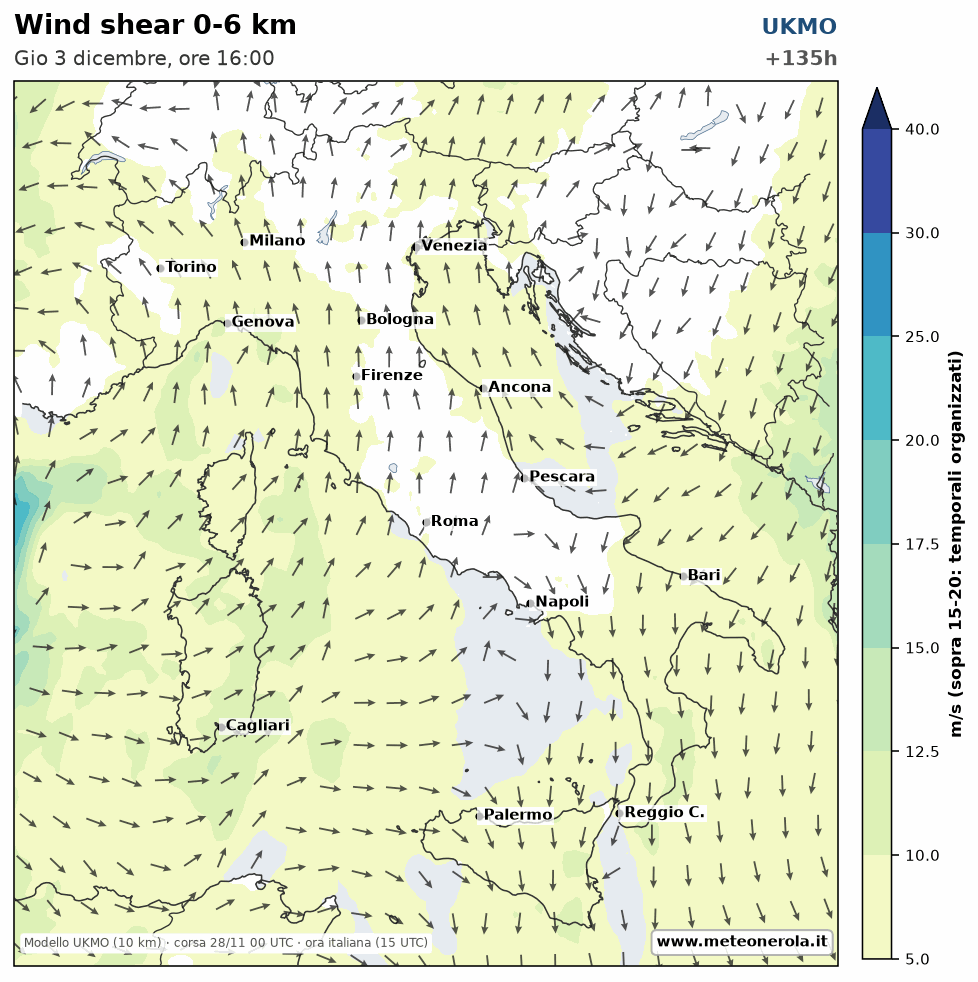 Wind shear 0-6 km
UKMO
Gio 3 dicembre, ore 16:00
+135h
40.0
30.0
25.0
20.0
17.5
15.0
12.5
10.0
5.0
m/s (sopra 15-20: temporali organizzati)
Milano
Venezia
Torino
Genova
Bologna
Firenze
Ancona
Pescara
Roma
Bari
Napoli
Cagliari
Palermo
Reggio C.
Modello UKMO (10 km) · corsa 28/11 00 UTC · ora italiana (15 UTC)
www.meteonerola.it